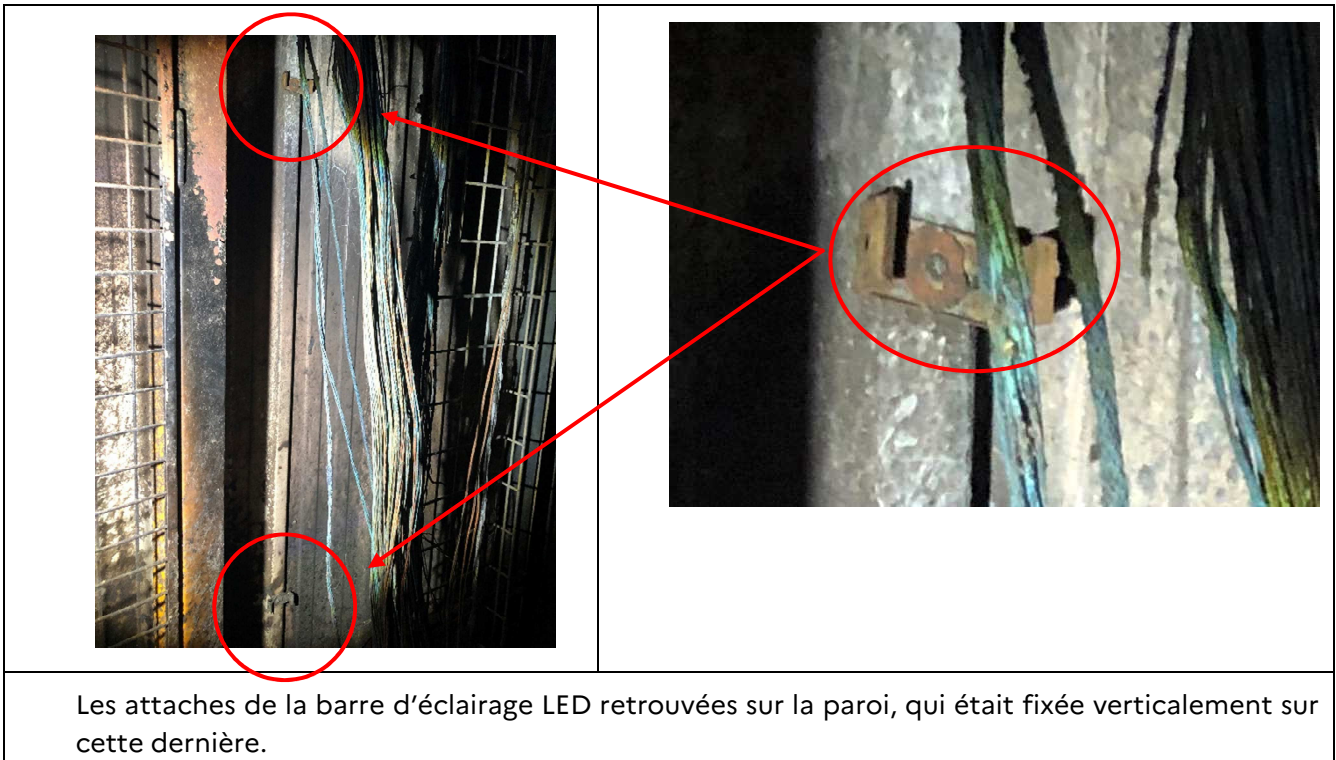 Les attaches de la barre d’éclairage LED retrouvées sur la paroi, qui était fixée verticalement sur
cette dernière.